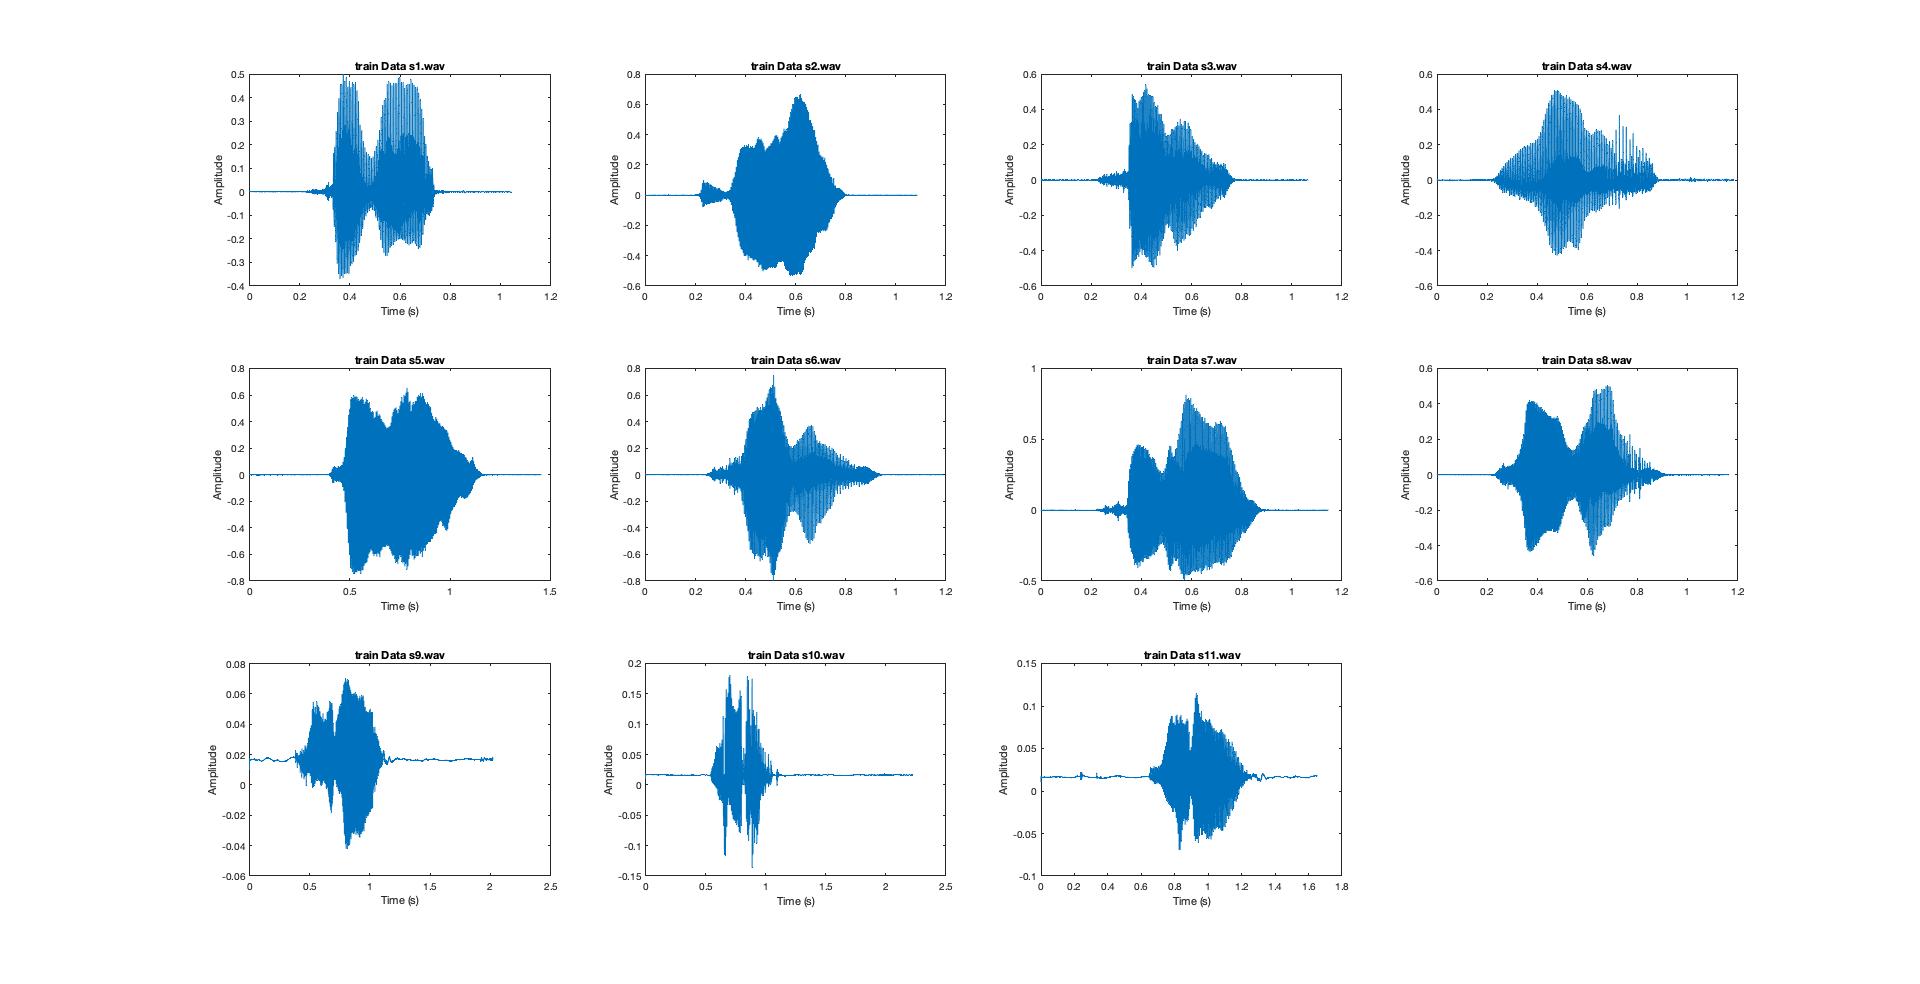 train Data s1.wav
train Data s2.wav
train Data s3.wav
train Data s4.wav
0.5
0.4
0.3
0.2
0.1
0
-0.1
-0.2
-0.3
-0.4
Amplitude
0 0.2 0.4 0.6 0.8 1 1.2
Time (s)
0.8
0.6
0.4
0.2
0
-0.2
-0.4
-0.6
Amplitude
0 0.2 0.4 0.6 0.8 1 1.2
Time (s)
0.6
0.4
0.2
0
-0.2
-0.4
-0.6
Amplitude
0 0.2 0.4 0.6 0.8 1 1.2
Time (s)
0.6
0.4
0.2
0
-0.2
-0.4
-0.6
Amplitude
0 0.2 0.4 0.6 0.8 1 1.2
Time (s)
train Data s5.wav
train Data s6.wav
train Data s7.wav
train Data s8.wav
0.8
0.6
0.4
0.2
0
-0.2
-0.4
-0.6
-0.8
Amplitude
0 0.5 1 1.5
Time (s)
0.8
0.6
0.4
0.2
0
-0.2
-0.4
-0.6
-0.8
Amplitude
0 0.2 0.4 0.6 0.8 1 1.2
Time (s)
1
0.5
0
-0.5
Amplitude
0 0.2 0.4 0.6 0.8 1 1.2
Time (s)
0.6
0.4
0.2
0
-0.2
-0.4
-0.6
Amplitude
0 0.2 0.4 0.6 0.8 1 1.2
Time (s)
train Data s9.wav
train Data s10.wav
train Data s11.wav
0.08
0.06
0.04
0.02
0
-0.02
-0.04
-0.06
Amplitude
0 0.5 1 1.5 2 2.5
Time (s)
0.2
0.15
0.1
0.05
0
-0.05
-0.1
-0.15
Amplitude
0 0.5 1 1.5 2 2.5
Time (s)
0.15
0.1
0.05
0
-0.05
-0.1
Amplitude
0 0.2 0.4 0.6 0.8 1 1.2 1.4 1.6 1.8
Time (s)